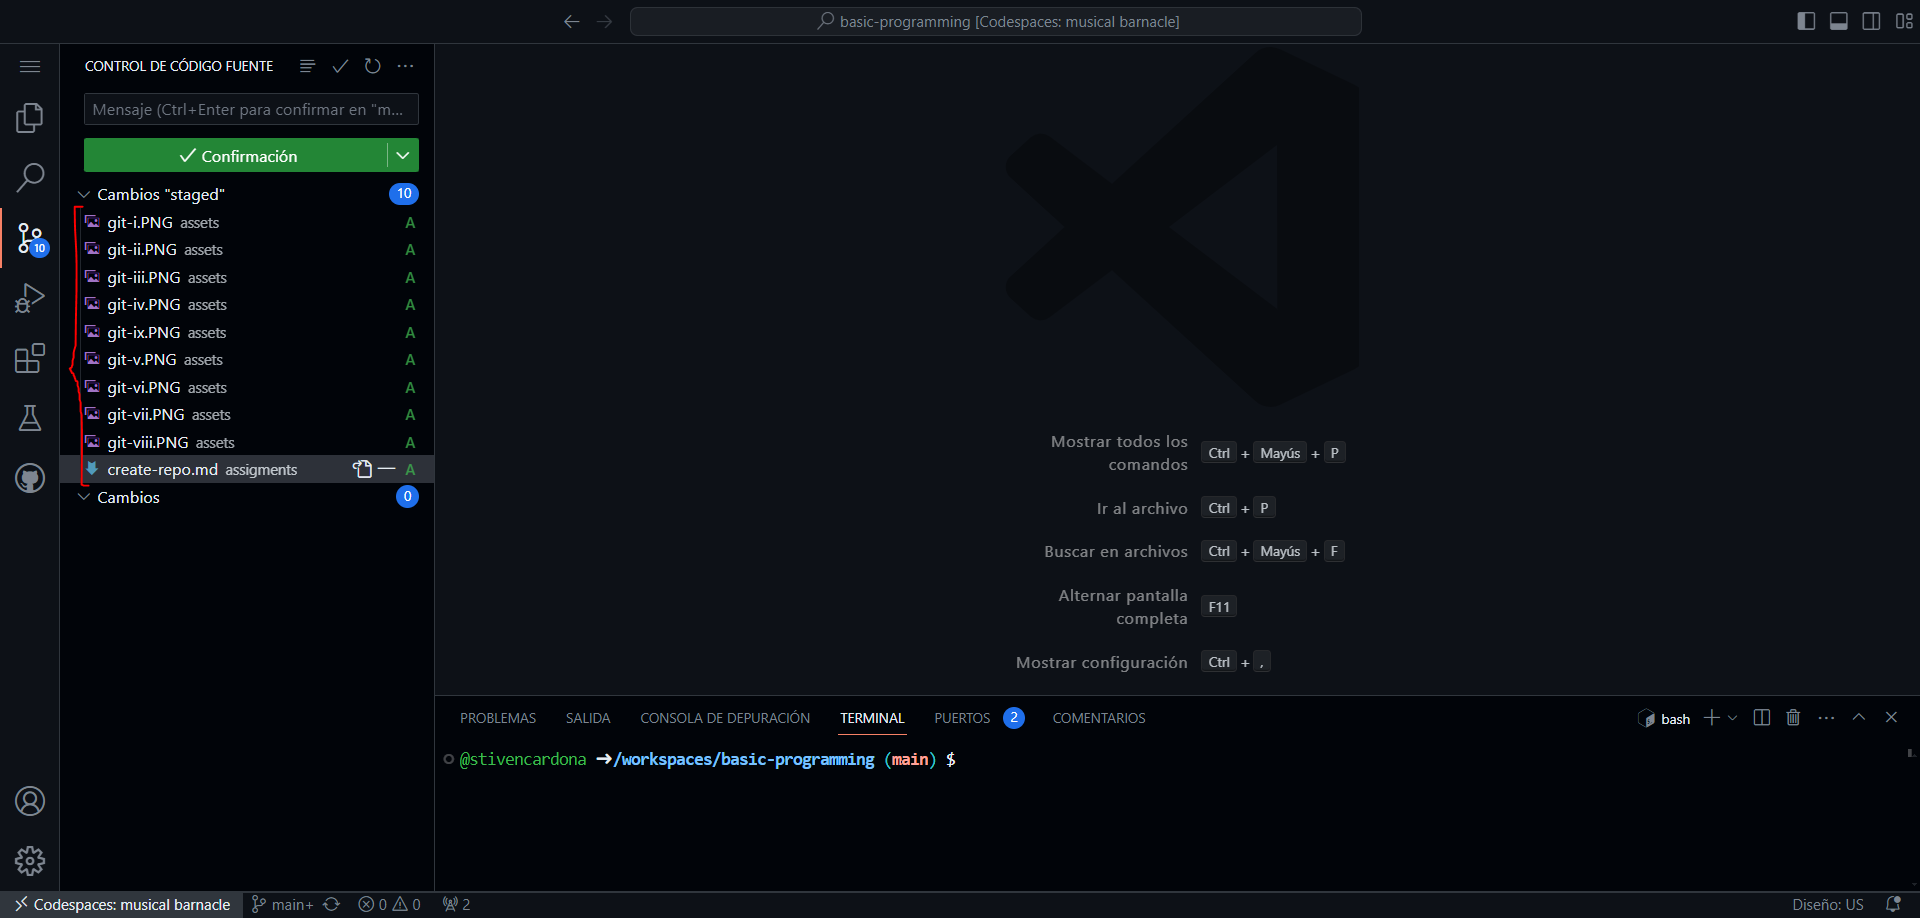 basic-programming [Codespaces: musical barnacle]
CONTROL DE CÓDIGO FUENTE
Mensaje (Ctrl+Enter para confirmar en "m...
Confirmación
Cambios "staged" 10
git-i.PNG assets A
git-ii.PNG assets A
10
git-iii.PNG assets A
git-iv.PNG assets A
git-ix.PNG assets A
git-v.PNG assets A
git-vi.PNG assets A
git-vii.PNG assets A
git-viii.PNG assets A
create-repo.md assigments A
Cambios 0
Mostrar todos los
comandos Ctrl + Mayús + P
Ir al archivo Ctrl + P
Buscar en archivos Ctrl + Mayús + F
Alternar pantalla
completa F11
Mostrar configuración Ctrl + ,
PROBLEMAS SALIDA CONSOLA DE DEPURACIÓN TERMINAL PUERTOS 2 COMENTARIOS bash
@stivencardona ➜/workspaces/basic-programming (main) $
Codespaces: musical barnacle main+ 0 0 2 Diseño: US